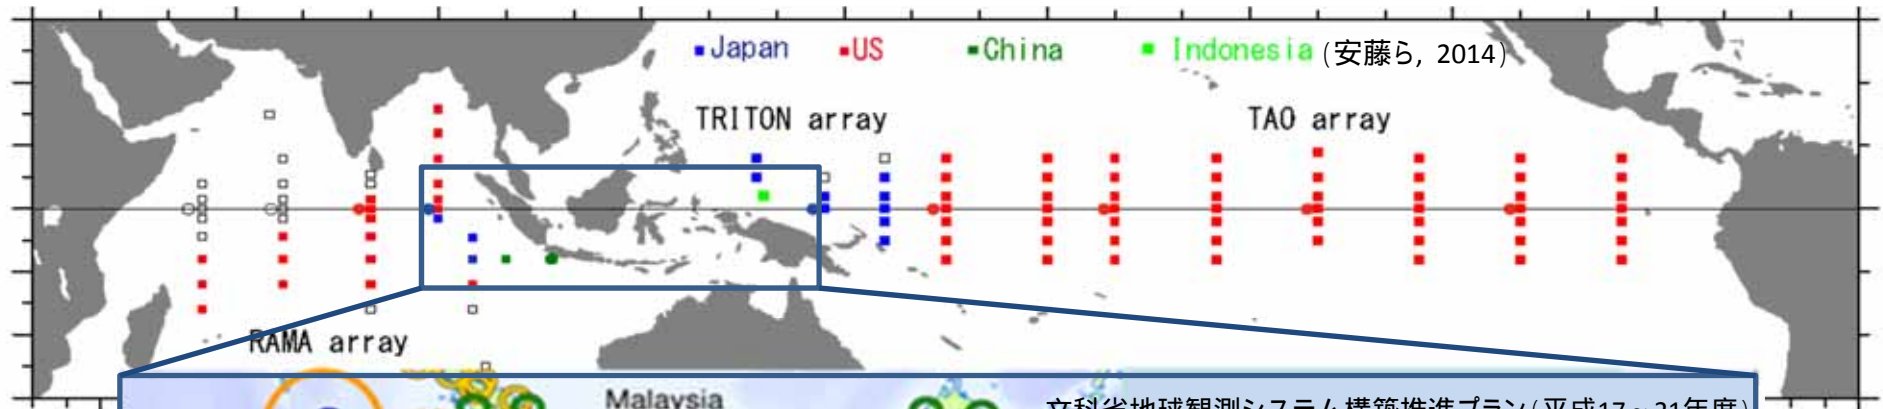 Japan US China Indonesia (安藤ら, 2014)
TRITON array TAO array
RAMA array
Malaysia
文科省地球観測システム構築推進プラン(平成17~21年度)